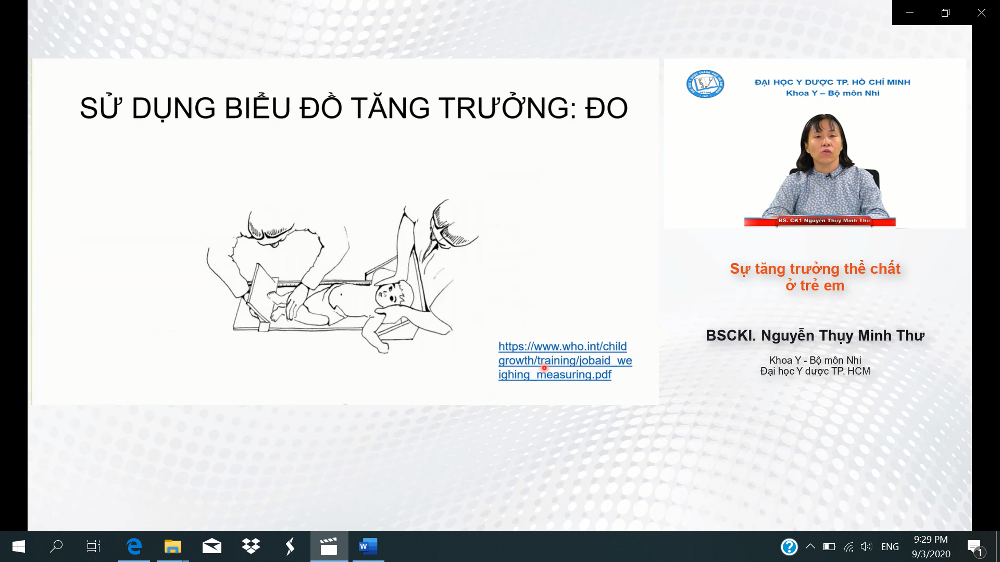 SỬ DỤNG BIỂU ĐỒ TĂNG TRƯỞNG: ĐO
https://www.who.int/child
growth/training/jobaid_we
ighing_measuring.pdf
ĐẠI HỌC Y DƯỢC TP. HỒ CHÍ MINH
Khoa Y – Bộ môn Nhi
BS. CK1 Nguyễn Thụy Minh Thư
Sự tăng trưởng thể chất
ở trẻ em
BSCKI. Nguyễn Thụy Minh Thư
Khoa Y - Bộ môn Nhi
Đại học Y dược TP. HCM
ENG
9:29 PM
9/3/2020
1